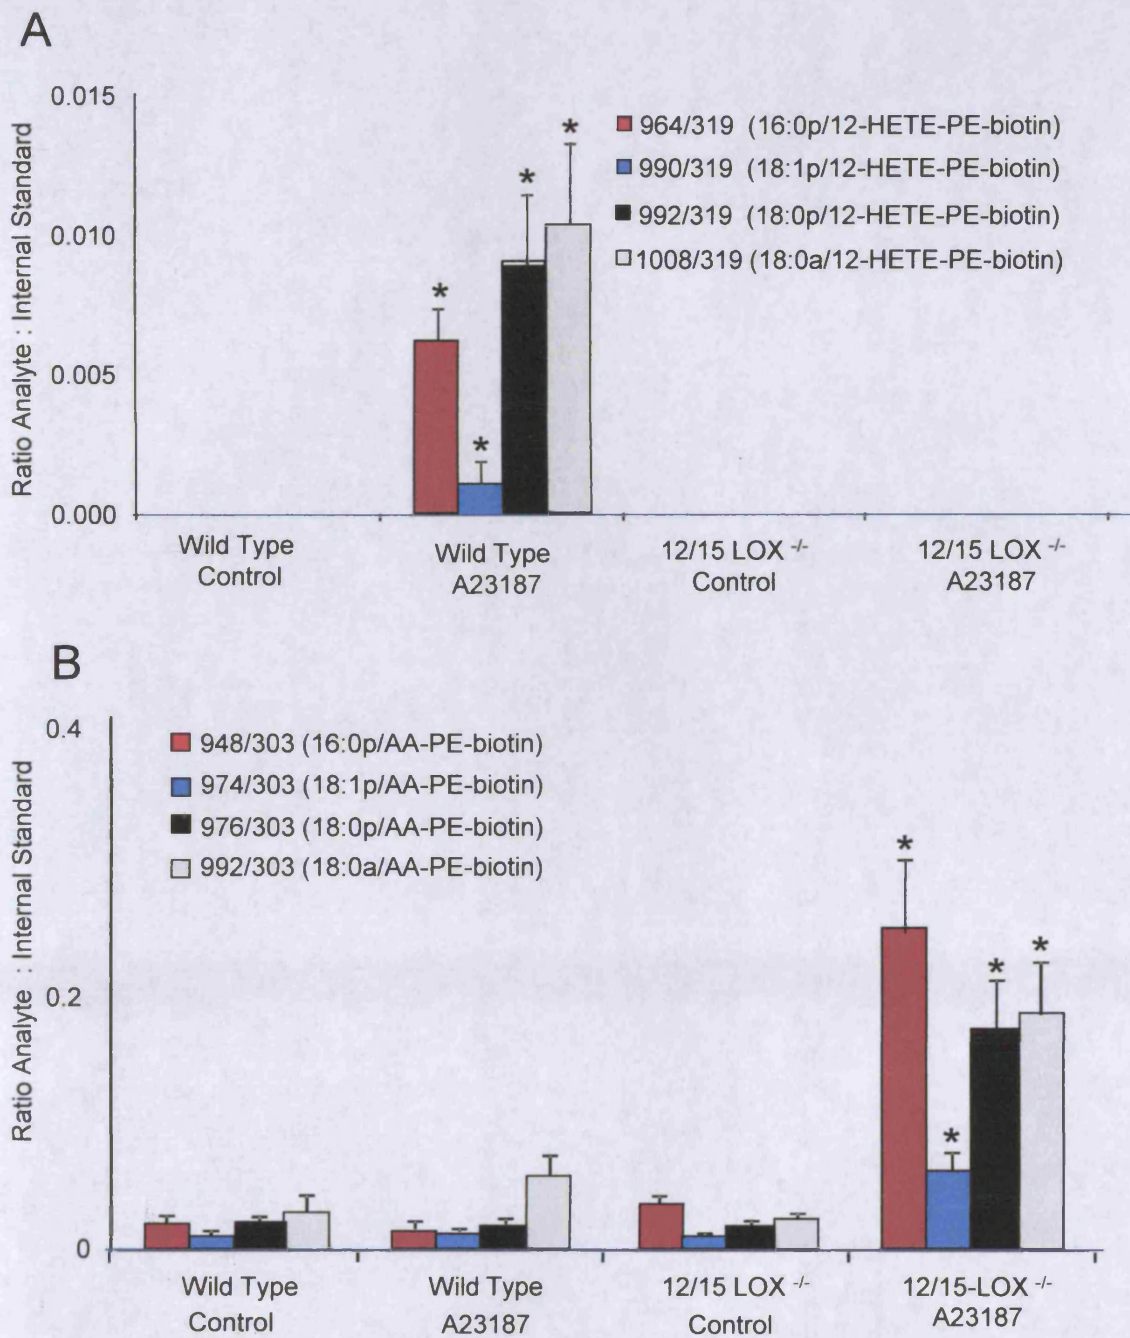 A
Ratio Analyte : Internal Standard
0.015
0.010
0.005
0.000
*
*
*
*
964/319 (16:0p/12-HETE-PE-biotin)
990/319 (18:1p/12-HETE-PE-biotin)
992/319 (18:0p/12-HETE-PE-biotin)
1008/319 (18:0a/12-HETE-PE-biotin)
Wild Type
Control
Wild Type
A23187
12/15 LOX -/-
Control
12/15 LOX -/-
A23187
B
Ratio Analyte : Internal Standard
0.4
0.2
0
948/303 (16:0p/AA-PE-biotin)
974/303 (18:1p/AA-PE-biotin)
976/303 (18:0p/AA-PE-biotin)
992/303 (18:0a/AA-PE-biotin)
*
*
*
*
Wild Type
Control
Wild Type
A23187
12/15 LOX -/-
Control
12/15-LOX -/-
A23187